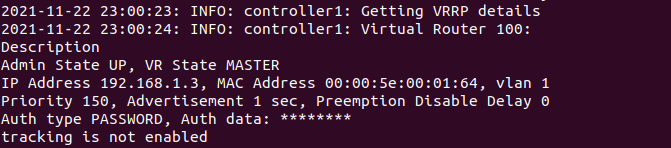 2021-11-22 23:00:23: INFO: controller1: Getting VRRP details
2021-11-22 23:00:24: INFO: controller1: Virtual Router 100:
Description
Admin State UP, VR State MASTER
IP Address 192.168.1.3, MAC Address 00:00:5e:00:01:64, vlan 1
Priority 150, Advertisement 1 sec, Preemption Disable Delay 0
Auth type PASSWORD, Auth data: ********
tracking is not enabled